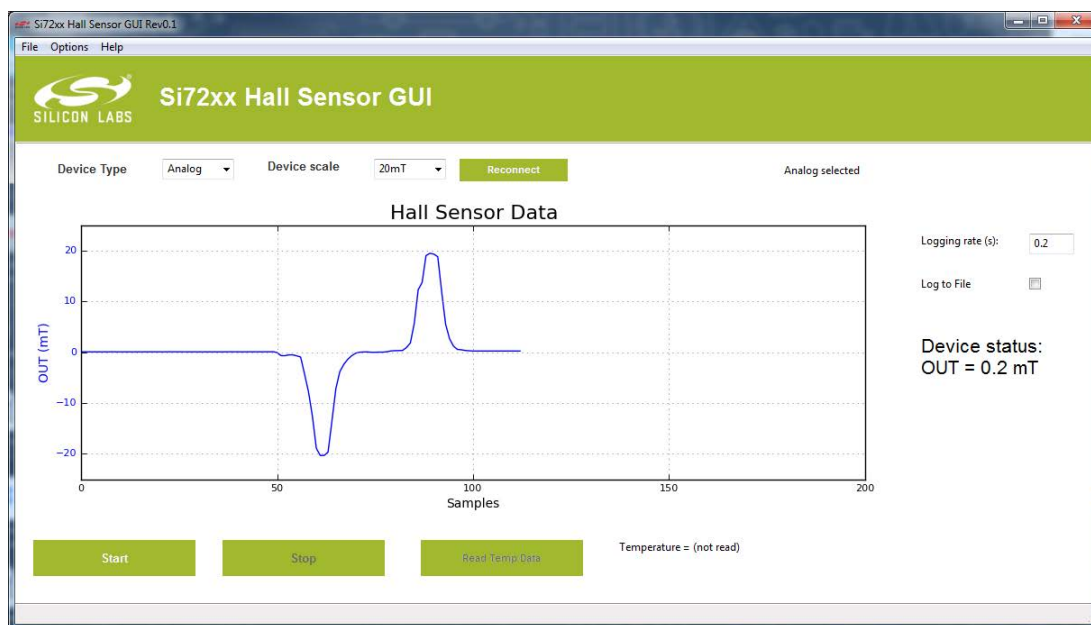 Si72xx Hall Sensor GUI Rev0.1
File Options Help
SILICON LABS
Si72xx Hall Sensor GUI
Device Type
Analog
Device scale
20mT
Reconnect
Analog selected
Hall Sensor Data
OUT (mT)
20
10
0
−10
−20
0 50 100 150 200
Samples
Logging rate (s): 0.2
Log to File
Device status:
OUT = 0.2 mT
Start
Stop
Read Temp Data
Temperature = (not read)